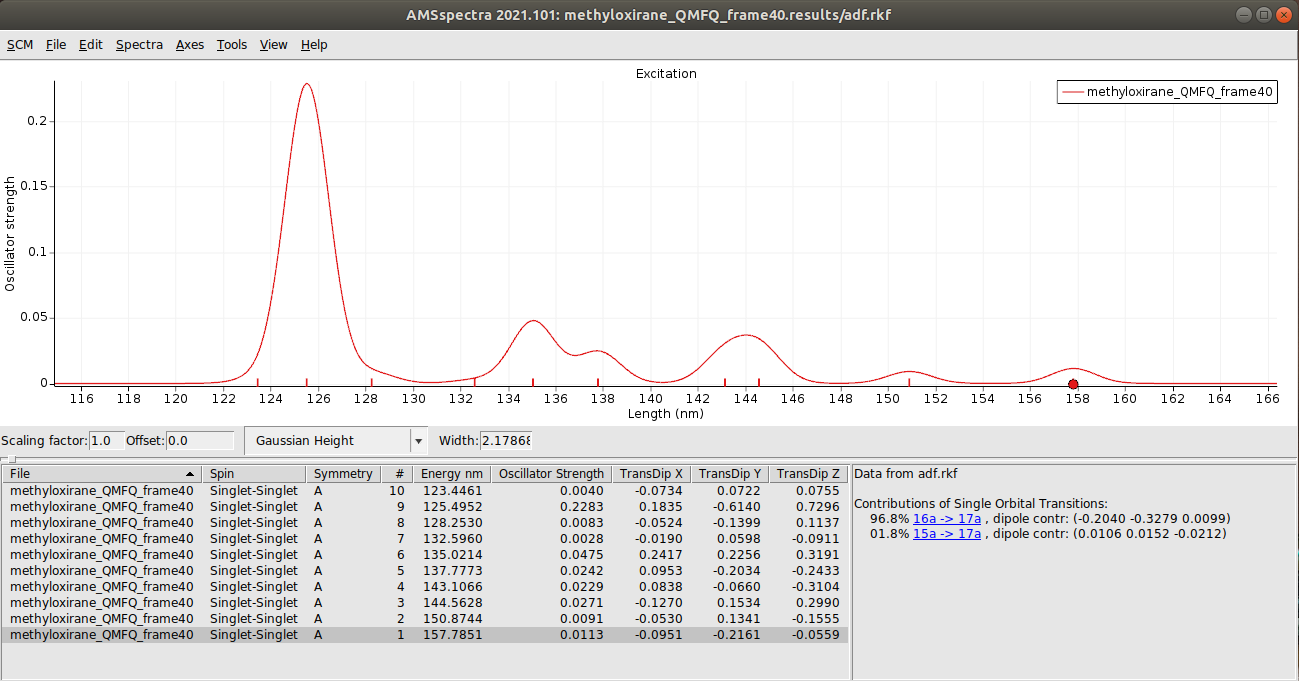 AMSspectra 2021.101: methyloxirane_QMFQ_frame40.results/adf.rkf
SCM File Edit Spectra Axes Tools View Help
Excitation
methyloxirane_QMFQ_frame40
Oscillator strength
0.2
0.15
0.1
0.05
0
116 118 120 122 124 126 128 130 132 134 136 138 140 142 144 146 148 150 152 154 156 158 160 162 164 166
Length (nm)
Scaling factor: 1.0 Offset: 0.0 Gaussian Height Width: 2.17868
File Spin Symmetry # Energy nm Oscillator Strength TransDip X TransDip Y TransDip Z
methyloxirane_QMFQ_frame40 Singlet-Singlet A 10 123.4461 0.0040 -0.0734 0.0722 0.0755
methyloxirane_QMFQ_frame40 Singlet-Singlet A 9 125.4952 0.2283 0.1835 -0.6140 0.7296
methyloxirane_QMFQ_frame40 Singlet-Singlet A 8 128.2530 0.0083 -0.0524 -0.1399 0.1137
methyloxirane_QMFQ_frame40 Singlet-Singlet A 7 132.5960 0.0028 -0.0190 0.0598 -0.0911
methyloxirane_QMFQ_frame40 Singlet-Singlet A 6 135.0214 0.0475 0.2417 0.2256 0.3191
methyloxirane_QMFQ_frame40 Singlet-Singlet A 5 137.7773 0.0242 0.0953 -0.2034 -0.2433
methyloxirane_QMFQ_frame40 Singlet-Singlet A 4 143.1066 0.0229 0.0838 -0.0660 -0.3104
methyloxirane_QMFQ_frame40 Singlet-Singlet A 3 144.5628 0.0271 -0.1270 0.1534 0.2990
methyloxirane_QMFQ_frame40 Singlet-Singlet A 2 150.8744 0.0091 -0.0530 0.1341 -0.1555
methyloxirane_QMFQ_frame40 Singlet-Singlet A 1 157.7851 0.0113 -0.0951 -0.2161 -0.0559
Data from adf.rkf
Contributions of Single Orbital Transitions:
96.8% 16a -> 17a , dipole contr: (-0.2040 -0.3279 0.0099)
01.8% 15a -> 17a , dipole contr: (0.0106 0.0152 -0.0212)